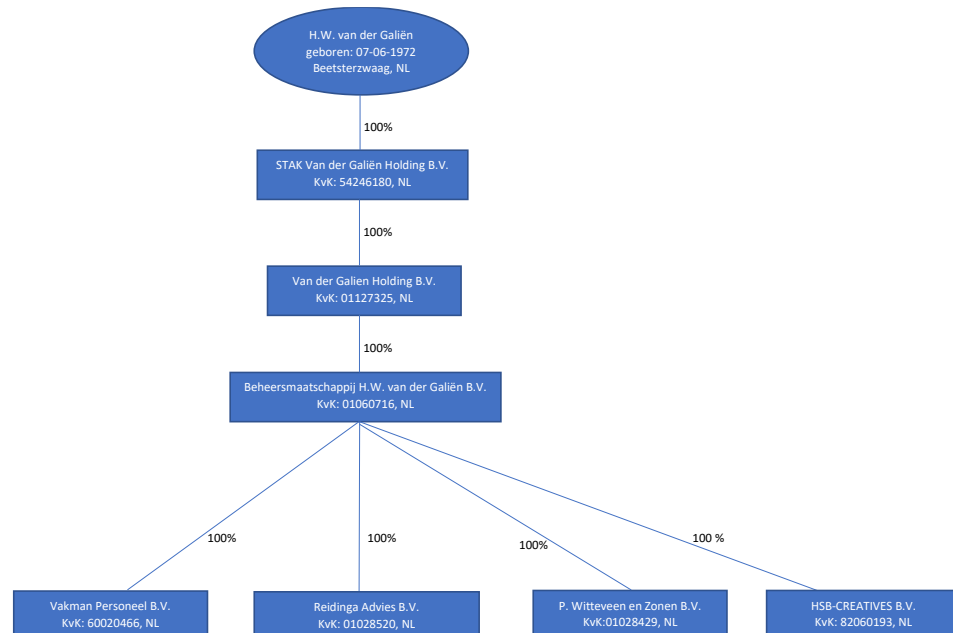 H.W. van der Galiën
geboren: 07-06-1972
Beetsterzwaag, NL
100%
STAK Van der Galiën Holding B.V.
KvK: 54246180, NL
100%
Van der Galien Holding B.V.
KvK: 01127325, NL
100%
Beheersmaatschappij H.W. van der Galiën B.V.
KvK: 01060716, NL
100%
100%
100%
100 %
Vakman Personeel B.V.
KvK: 60020466, NL
Reidinga Advies B.V.
KvK: 01028520, NL
P. Witteveen en Zonen B.V.
KvK:01028429, NL
HSB-CREATIVES B.V.
KvK: 82060193, NL